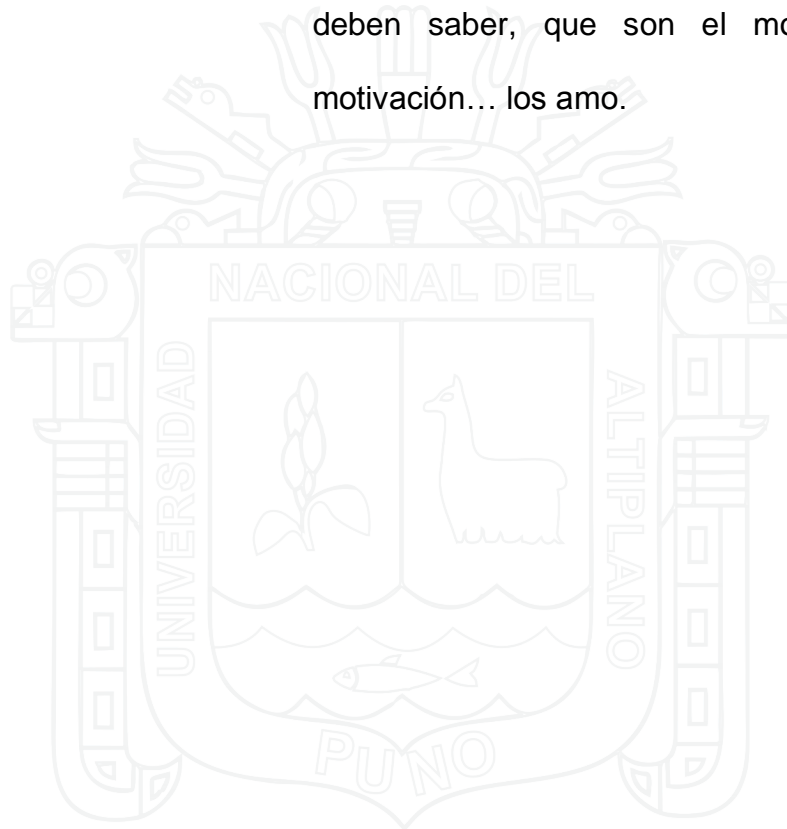 deben saber, que son el
motivación… los amo.
NACIONAL DEL
UNIVERSIDAD
ALTIPLANO
PUNO